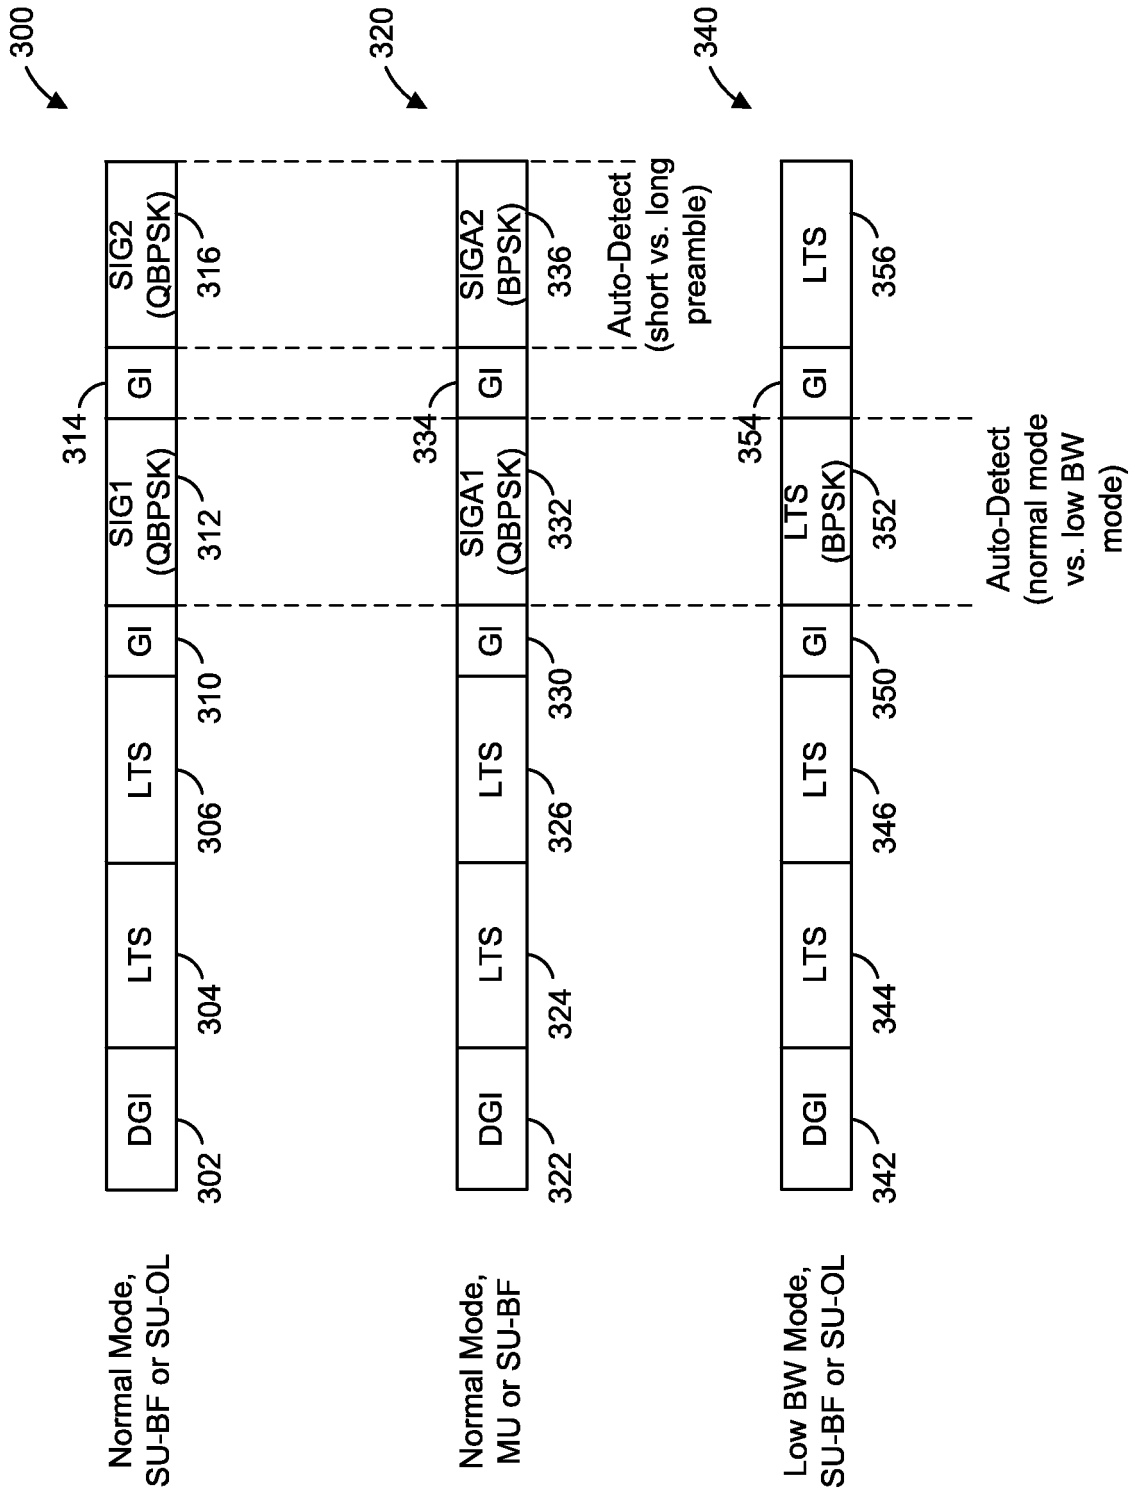 300
Normal Mode,
SU-BF or SU-OL
DGI
LTS
LTS
GI
SIG1
(QBPSK)
GI
SIG2
(QBPSK)
302
304
306
310
312
314
316
320
Normal Mode,
MU or SU-BF
DGI
LTS
LTS
GI
SIGA1
(QBPSK)
GI
SIGA2
(BPSK)
322
324
326
330
332
334
336
Auto-Detect
(short vs. long
preamble)
340
Low BW Mode,
SU-BF or SU-OL
DGI
LTS
LTS
GI
LTS
(BPSK)
GI
LTS
342
344
346
350
352
354
356
Auto-Detect
(normal mode
vs. low BW
mode)